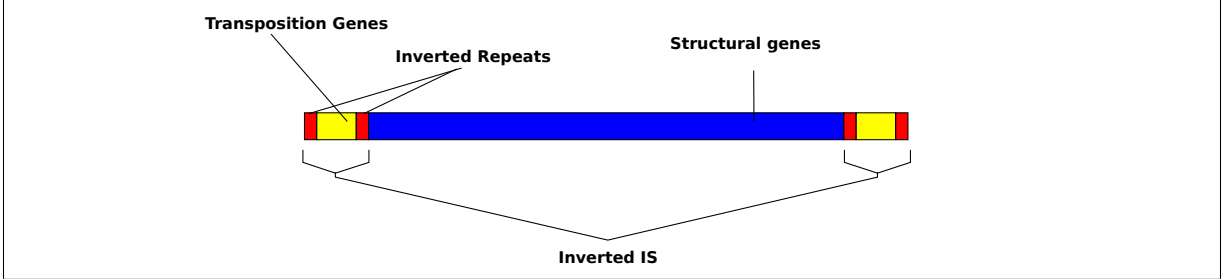 Transposition Genes
Structural genes
Inverted Repeats
Inverted IS